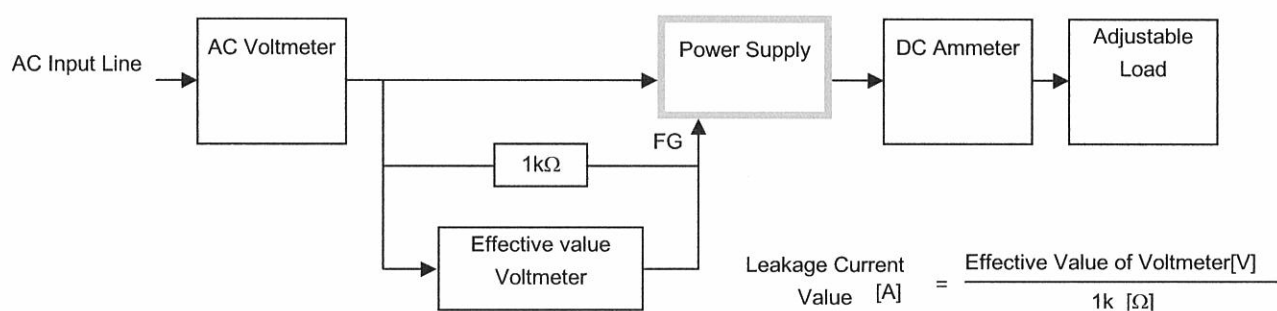 AC Input Line
AC Voltmeter
Power Supply
DC Ammeter
Adjustable
Load
FG
1kΩ
Effective value
Voltmeter
Leakage Current
Value [A]
=
Effective Value of Voltmeter[V]
1k [Ω]